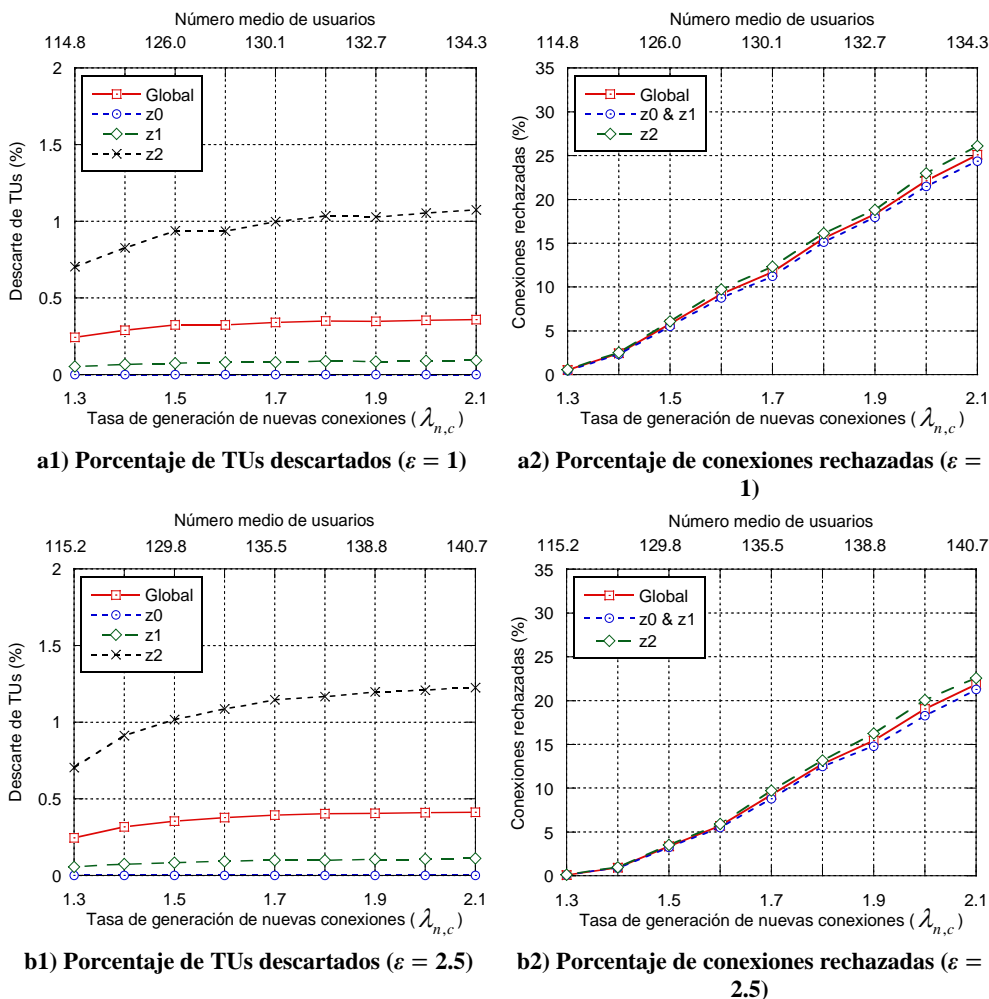 Número medio de usuarios
114.8 126.0 130.1 132.7 134.3
2
1.5
1
0.5
0
Descarte de TUs (%)
Global
z0
z1
z2
1.3 1.5 1.7 1.9 2.1
Tasa de generación de nuevas conexiones (λn,c)
a1) Porcentaje de TUs descartados (ε = 1)
Número medio de usuarios
114.8 126.0 130.1 132.7 134.3
35
30
25
20
15
10
5
0
Conexiones rechazadas (%)
Global
z0 & z1
z2
1.3 1.5 1.7 1.9 2.1
Tasa de generación de nuevas conexiones (λn,c)
a2) Porcentaje de conexiones rechazadas (ε =
1)
Número medio de usuarios
115.2 129.8 135.5 138.8 140.7
2
1.5
1
0.5
0
Descarte de TUs (%)
Global
z0
z1
z2
1.3 1.5 1.7 1.9 2.1
Tasa de generación de nuevas conexiones (λn,c)
b1) Porcentaje de TUs descartados (ε = 2.5)
Número medio de usuarios
115.2 129.8 135.5 138.8 140.7
35
30
25
20
15
10
5
0
Conexiones rechazadas (%)
Global
z0 & z1
z2
1.3 1.5 1.7 1.9 2.1
Tasa de generación de nuevas conexiones (λn,c)
b2) Porcentaje de conexiones rechazadas (ε =
2.5)